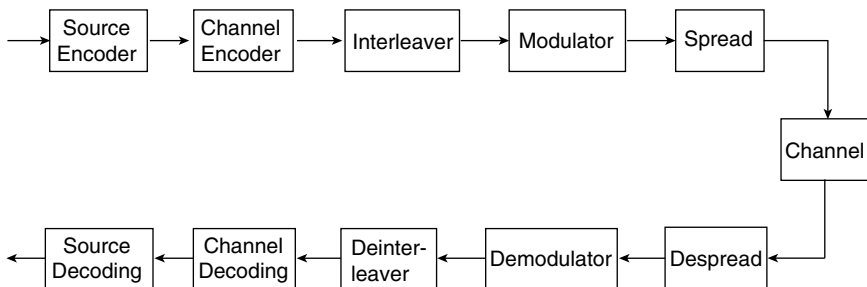 Source
Encoder
Channel
Encoder
Interleaver
Modulator
Spread
Channel
Source
Decoding
Channel
Decoding
Deinter-
leaver
Demodulator
Despread